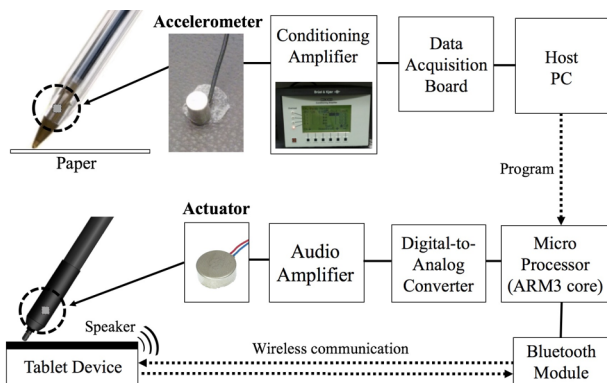 Accelerometer
Conditioning
Amplifier
Data
Acquisition
Board
Host
PC
Paper
Program
Actuator
Audio
Amplifier
Digital-to-
Analog
Converter
Micro
Processor
(ARM3 core)
Speaker
Wireless communication
Tablet Device
Bluetooth
Module